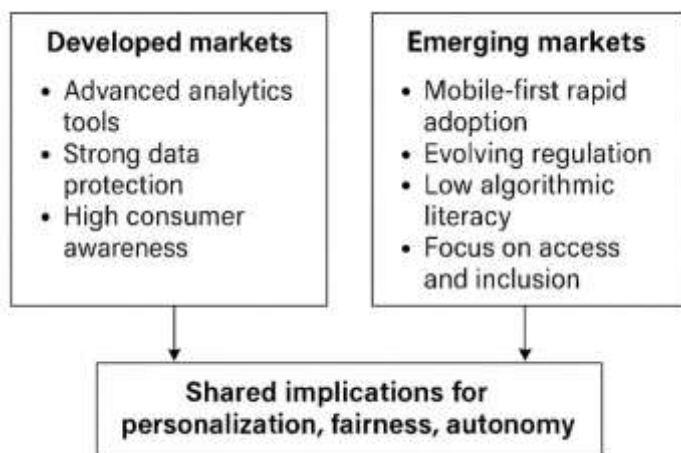 Developed markets
• Advanced analytics
tools
• Strong data
protection
• High consumer
awareness
Emerging markets
• Mobile-first rapid
adoption
• Evolving regulation
• Low algorithmic
literacy
• Focus on access
and inclusion
Shared implications for
personalization, fairness, autonomy